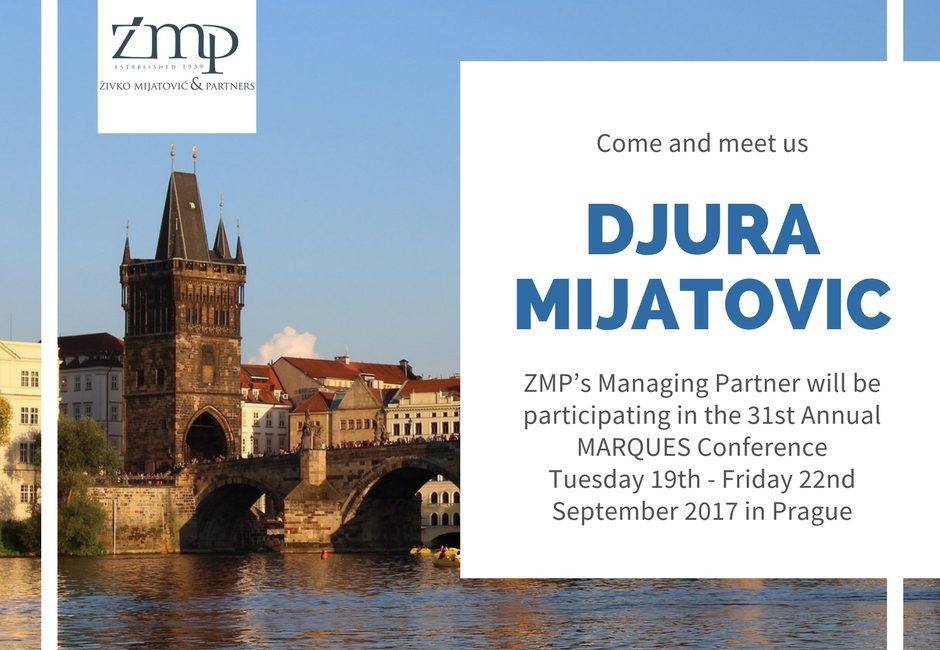 żmp
ESTABLISHED 1939
ŽIVKO MIJATOVIĆ & PARTNERS
Come and meet us
DJURA
MIJATOVIC
ZMP’s Managing Partner will be
participating in the 31st Annual
MARQUES Conference
Tuesday 19th - Friday 22nd
September 2017 in Prague